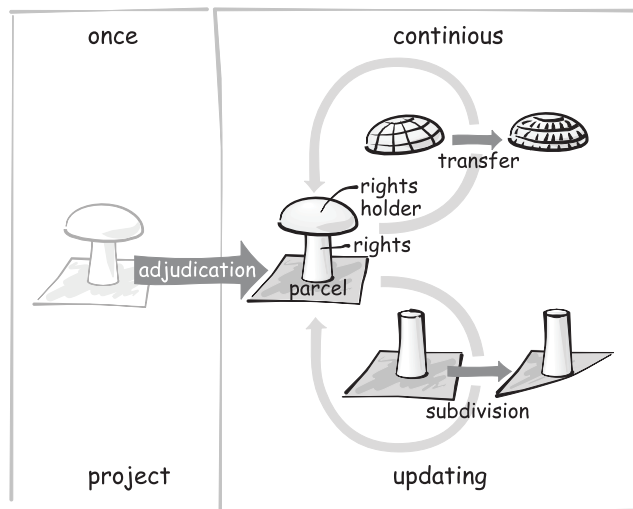 once
continious
transfer
rights
holder
rights
adjudication
parcel
subdivision
project
updating